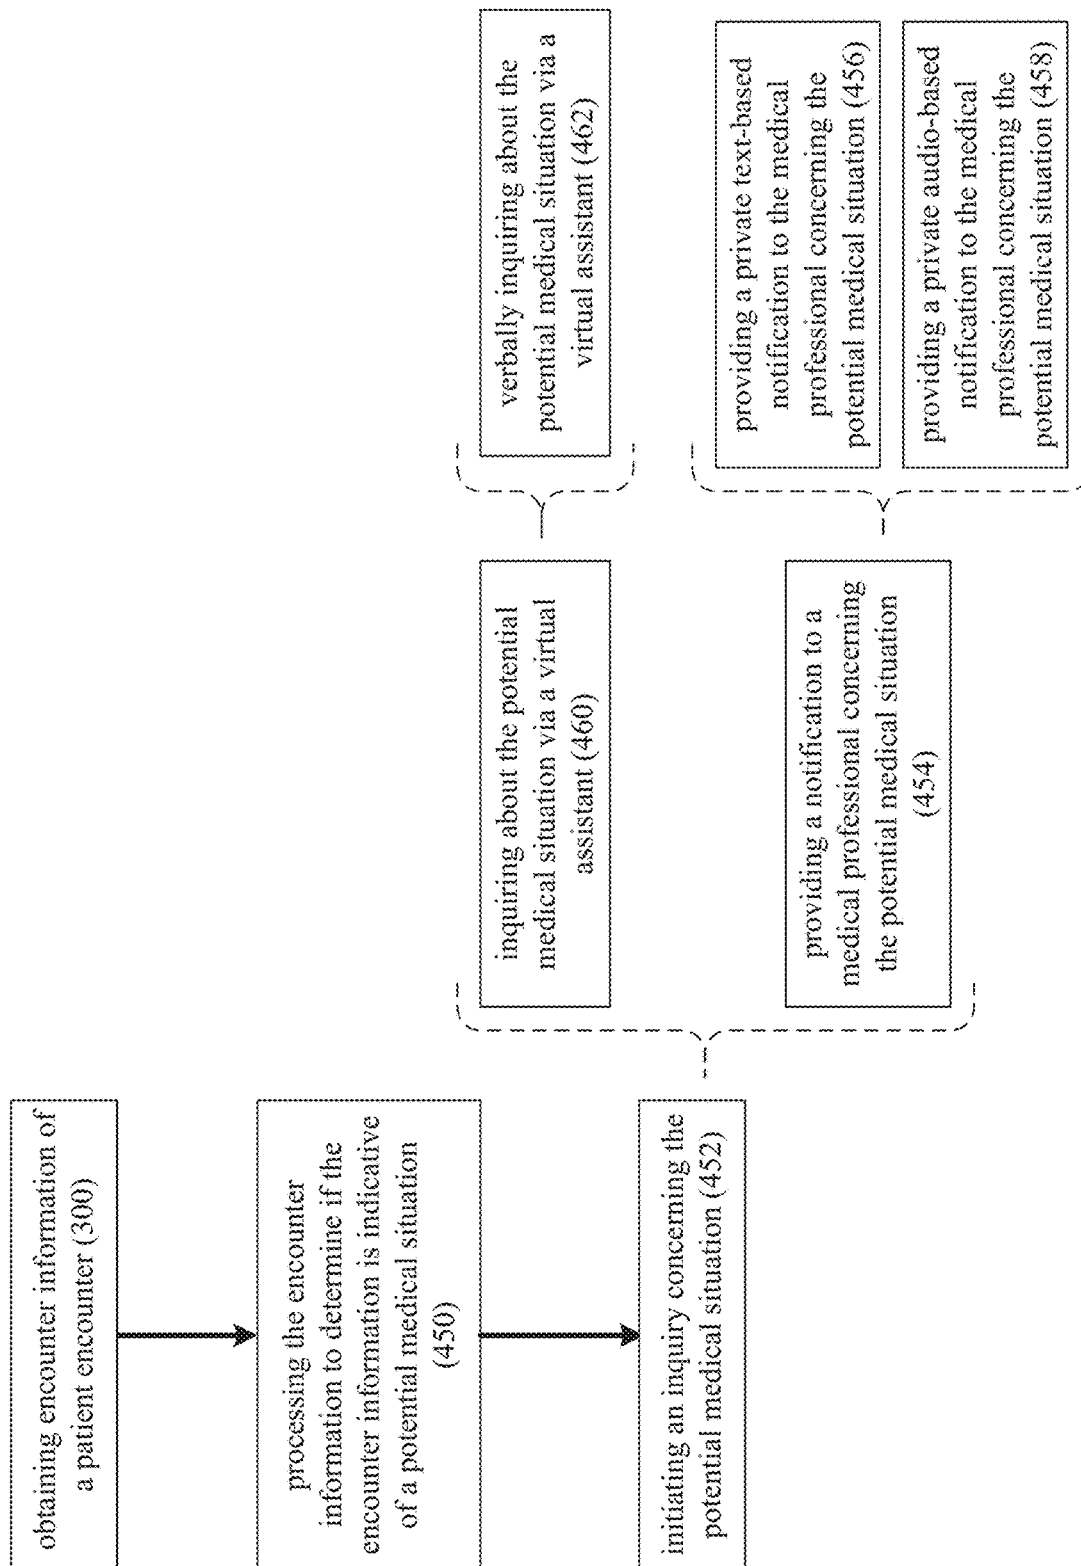 obtaining encounter information of
a patient encounter (300)
processing the encounter
information to determine if the
encounter information is indicative
of a potential medical situation
(450)
initiating an inquiry concerning the
potential medical situation (452)
inquiring about the potential
medical situation via a virtual
assistant (460)
providing a notification to a
medical professional concerning
the potential medical situation
(454)
verbally inquiring about the
potential medical situation via a
virtual assistant (462)
providing a private text-based
notification to the medical
professional concerning the
potential medical situation (456)
providing a private audio-based
notification to the medical
professional concerning the
potential medical situation (458)